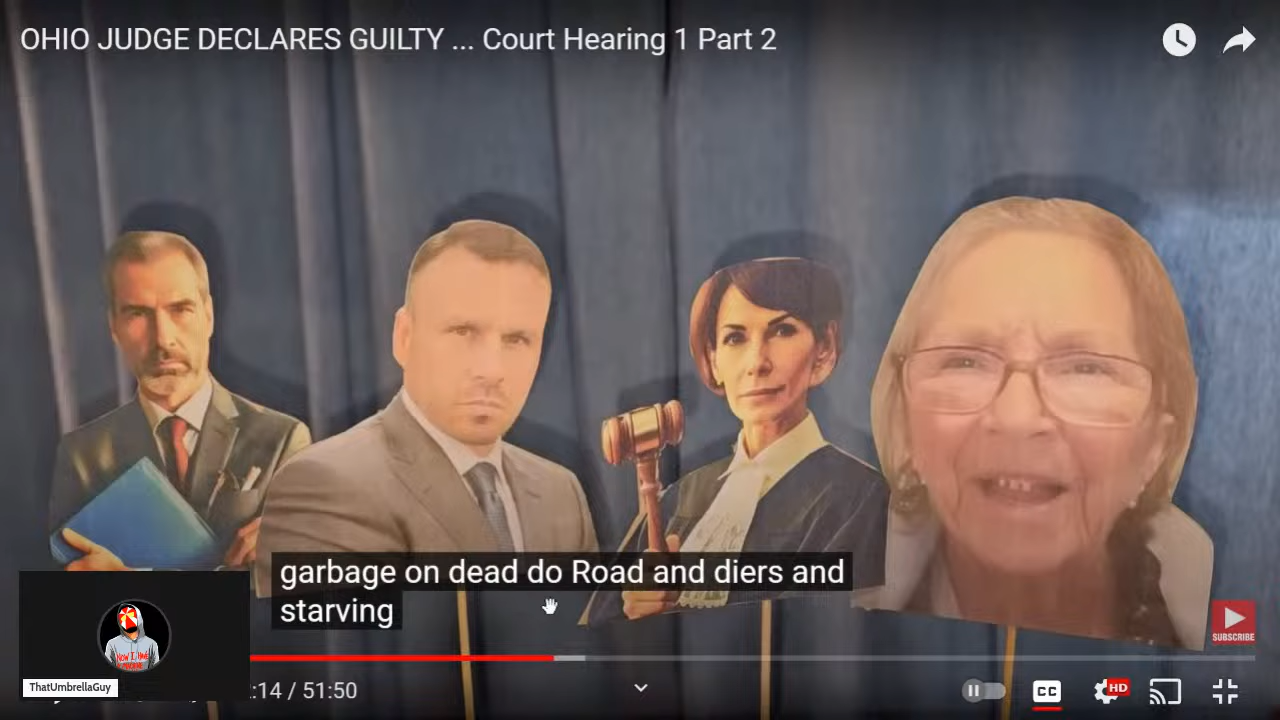 OHIO JUDGE DECLARES GUILTY ... Court Hearing 1 Part 2
garbage on dead do Road and diers and
starving
SUBSCRIBE
ThatUmbrellaGuy
:14 / 51:50
CC
HD